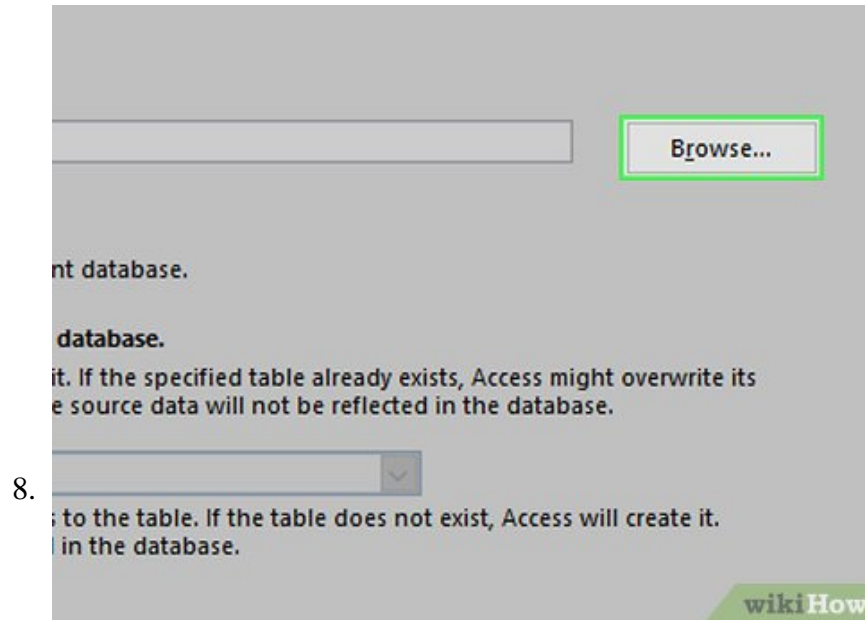 Browse...
nt database.
database.
it. If the specified table already exists, Access might overwrite its
e source data will not be reflected in the database.
8.
s to the table. If the table does not exist, Access will create it.
in the database.
wikiHow